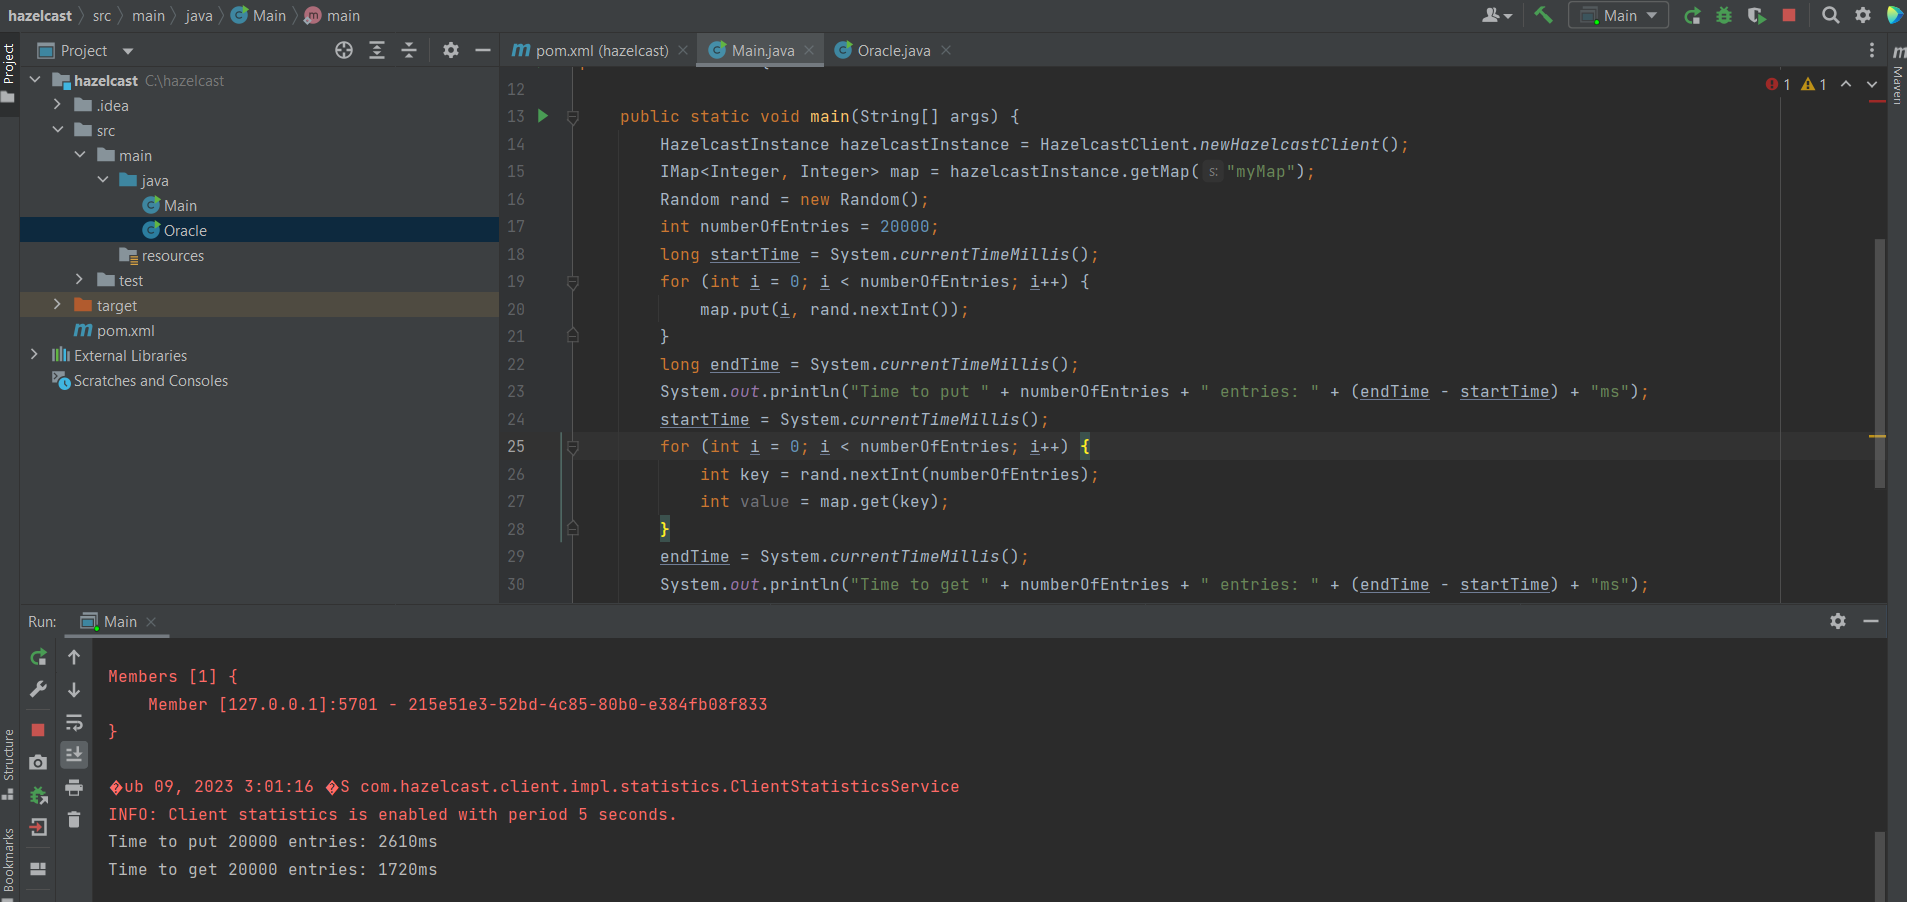 hazelcast src main java Main main
Main
Project
pom.xml (hazelcast) Main.java Oracle.java
hazelcast C:\hazelcast
.idea
src
main
java
Main
Oracle
resources
test
target
pom.xml
External Libraries
Scratches and Consoles
Project
Structure
Bookmarks
Maven
1 1
12
13 public static void main(String[] args) {
14 HazelcastInstance hazelcastInstance = HazelcastClient.newHazelcastClient();
15 IMap<Integer, Integer> map = hazelcastInstance.getMap( s: "myMap");
16 Random rand = new Random();
17 int numberOfEntries = 20000;
18 long startTime = System.currentTimeMillis();
19 for (int i = 0; i < numberOfEntries; i++) {
20 map.put(i, rand.nextInt());
21 }
22 long endTime = System.currentTimeMillis();
23 System.out.println("Time to put " + numberOfEntries + " entries: " + (endTime - startTime) + "ms");
24 startTime = System.currentTimeMillis();
25 for (int i = 0; i < numberOfEntries; i++) {
26 int key = rand.nextInt(numberOfEntries);
27 int value = map.get(key);
28 }
29 endTime = System.currentTimeMillis();
30 System.out.println("Time to get " + numberOfEntries + " entries: " + (endTime - startTime) + "ms");
Run: Main
Members [1] {
Member [127.0.0.1]:5701 - 215e51e3-52bd-4c85-80b0-e384fb08f833
}
�ub 09, 2023 3:01:16 �S com.hazelcast.client.impl.statistics.ClientStatisticsService
INFO: Client statistics is enabled with period 5 seconds.
Time to put 20000 entries: 2610ms
Time to get 20000 entries: 1720ms